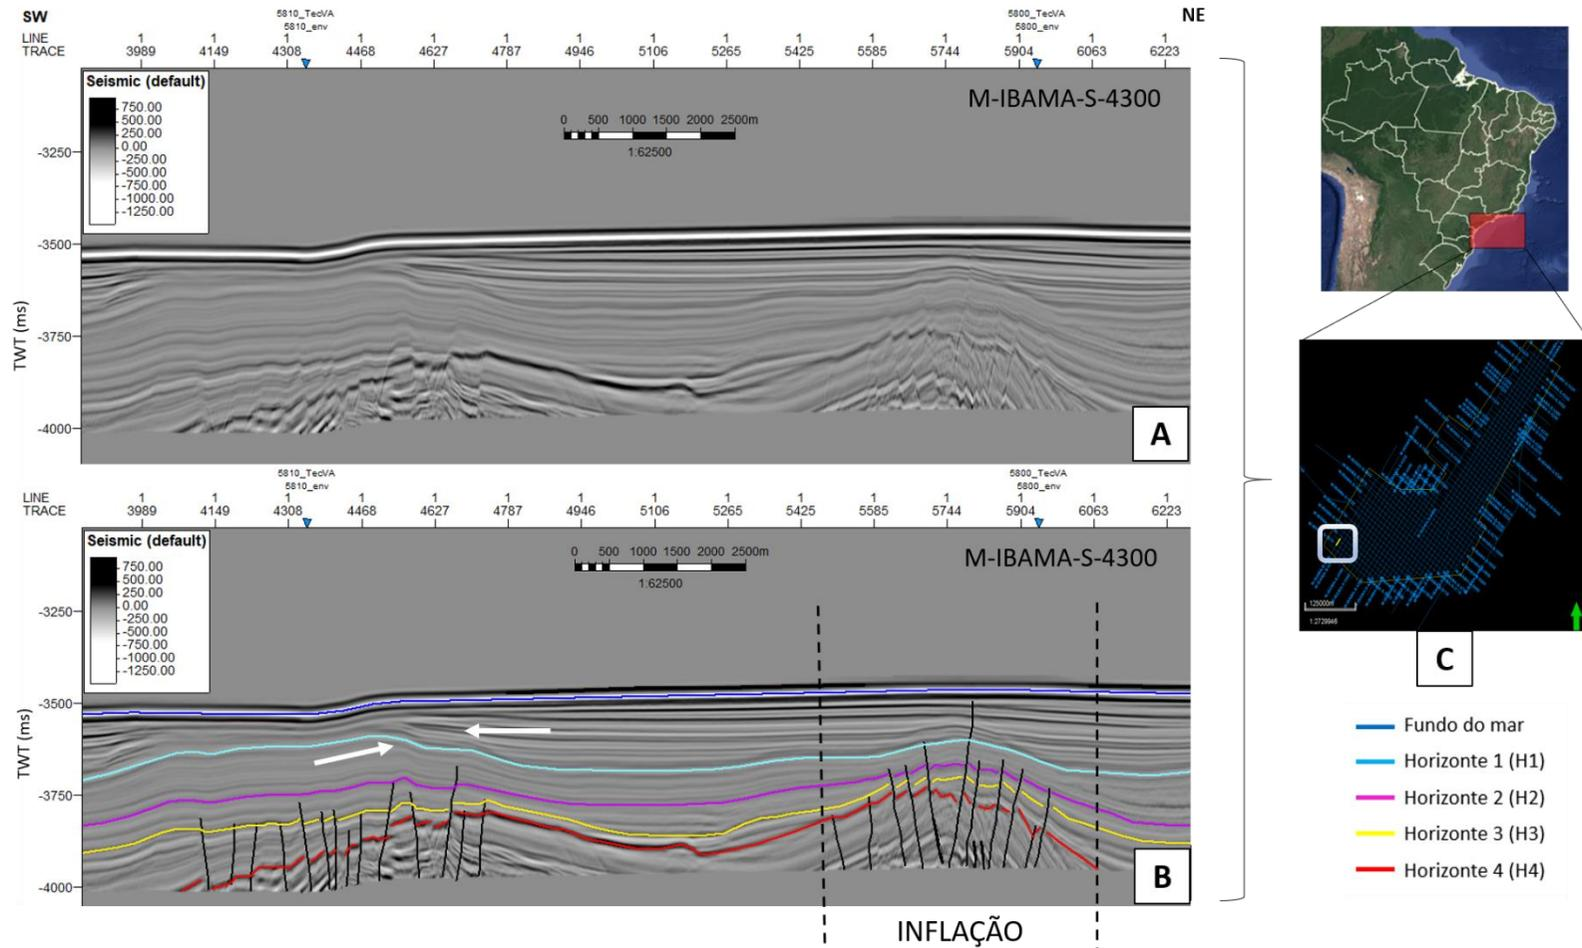 SW
5810_TecVA
5810_env
5800_TecVA
5800_env
NE
LINE 1 1 1 1 1 1 1 1 1 1 1 1 1 1 1
TRACE 3989 4149 4308 4468 4627 4787 4946 5106 5265 5425 5585 5744 5904 6063 6223
Seismic (default)
750.00
500.00
250.00
0.00
-250.00
-500.00
-750.00
-1000.00
-1250.00
M-IBAMA-S-4300
0 500 1000 1500 2000 2500m
1:62500
TWT (ms)
-3250
-3500
-3750
-4000
A
5810_TecVA
5810_env
5800_TecVA
5800_env
LINE 1 1 1 1 1 1 1 1 1 1 1 1 1 1 1
TRACE 3989 4149 4308 4468 4627 4787 4946 5106 5265 5425 5585 5744 5904 6063 6223
Seismic (default)
750.00
500.00
250.00
0.00
-250.00
-500.00
-750.00
-1000.00
-1250.00
M-IBAMA-S-4300
0 500 1000 1500 2000 2500m
1:62500
TWT (ms)
-3250
-3500
-3750
-4000
B
INFLAÇÃO
125000m
1:2729946
C
Fundo do mar
Horizonte 1 (H1)
Horizonte 2 (H2)
Horizonte 3 (H3)
Horizonte 4 (H4)